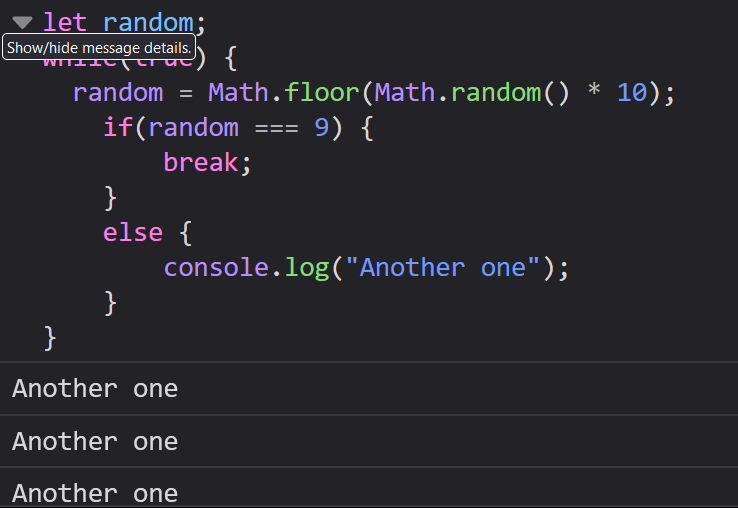 let random;
Show/hide message details.
while(true) {
random = Math.floor(Math.random() * 10);
if(random === 9) {
break;
}
else {
console.log("Another one");
}
}
Another one
Another one
Another one